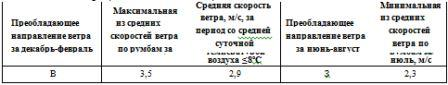 Преобладающее направление ветра за декабрь-февраль
Максимальная из средних скоростей ветра по румбам за
Средняя скорость ветра, м/с, за период со средней суточной
воздуха ≤8°С
Преобладающее направление ветра за июнь-август
Минимальная из средних скоростей ветра по
июль, м/с
В
3,5
2,9
З
2,3